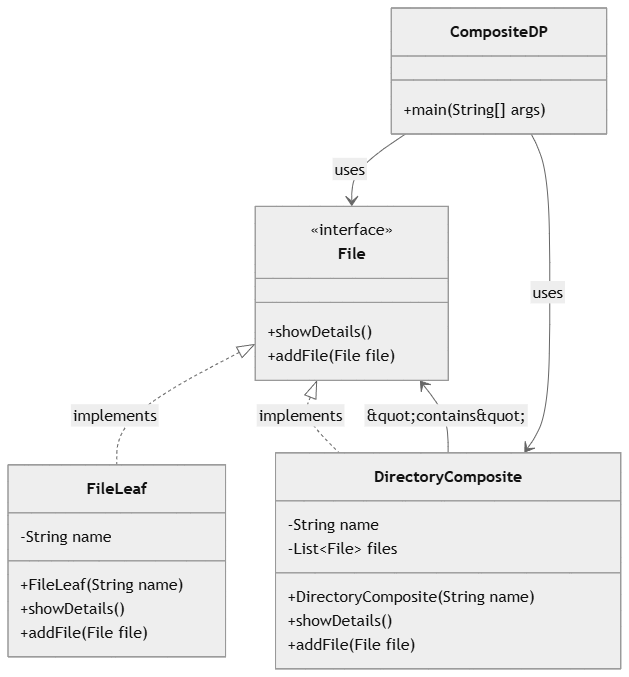 CompositeDP
+main(String[] args)
uses
«interface»
File
+showDetails()
+addFile(File file)
uses
implements
implements
&quot;contains&quot;
FileLeaf
-String name
+FileLeaf(String name)
+showDetails()
+addFile(File file)
DirectoryComposite
-String name
-List<File> files
+DirectoryComposite(String name)
+showDetails()
+addFile(File file)